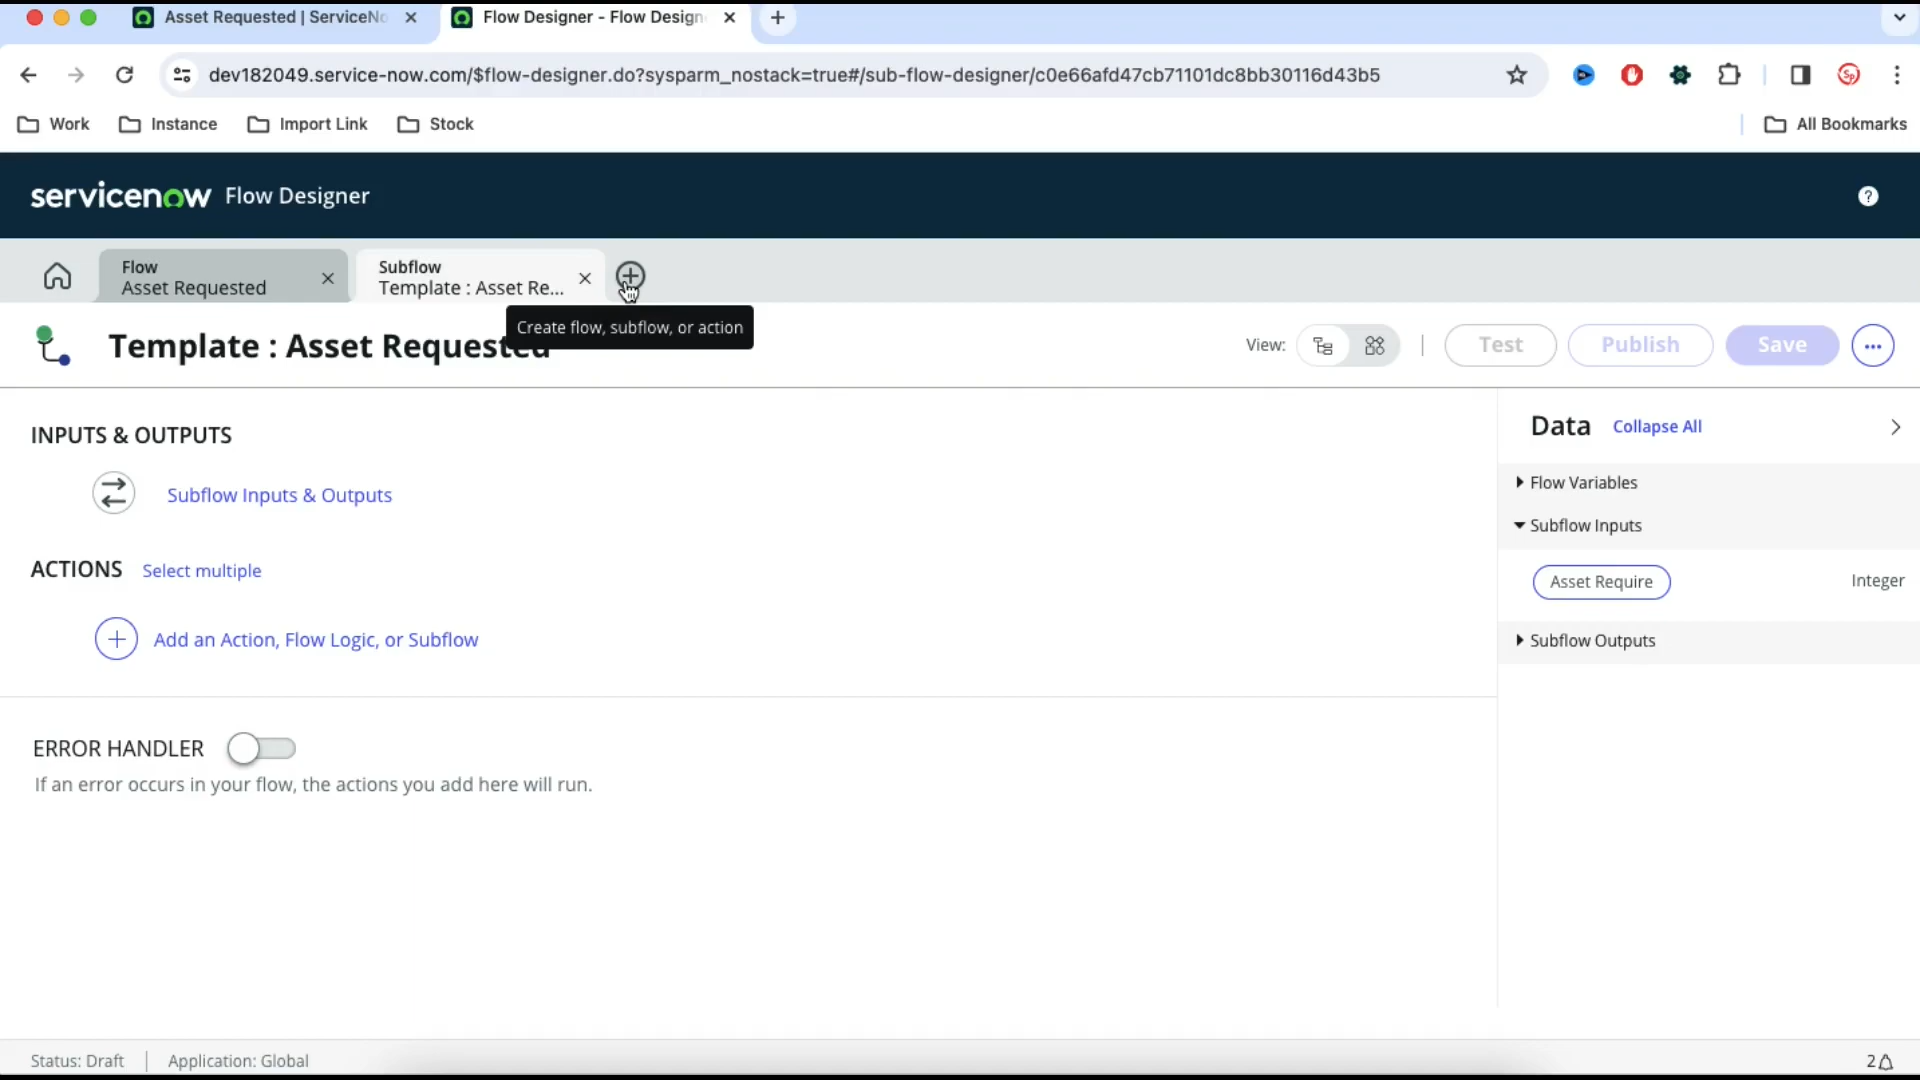 Asset Requested | ServiceNo
Flow Designer - Flow Design
dev182049.service-now.com/$flow-designer.do?sysparm_nostack=true#/sub-flow-designer/c0e66afd47cb71101dc8bb30116d43b5
Sp
Work
Instance
Import Link
Stock
All Bookmarks
servicenow Flow Designer
?
Flow
Asset Requested
Subflow
Template : Asset Re...
Create flow, subflow, or action
Template : Asset Requested
View:
Test
Publish
Save
INPUTS & OUTPUTS
Subflow Inputs & Outputs
ACTIONS Select multiple
Add an Action, Flow Logic, or Subflow
ERROR HANDLER
If an error occurs in your flow, the actions you add here will run.
Data Collapse All
Flow Variables
Subflow Inputs
Asset Require Integer
Subflow Outputs
Status: Draft | Application: Global
2